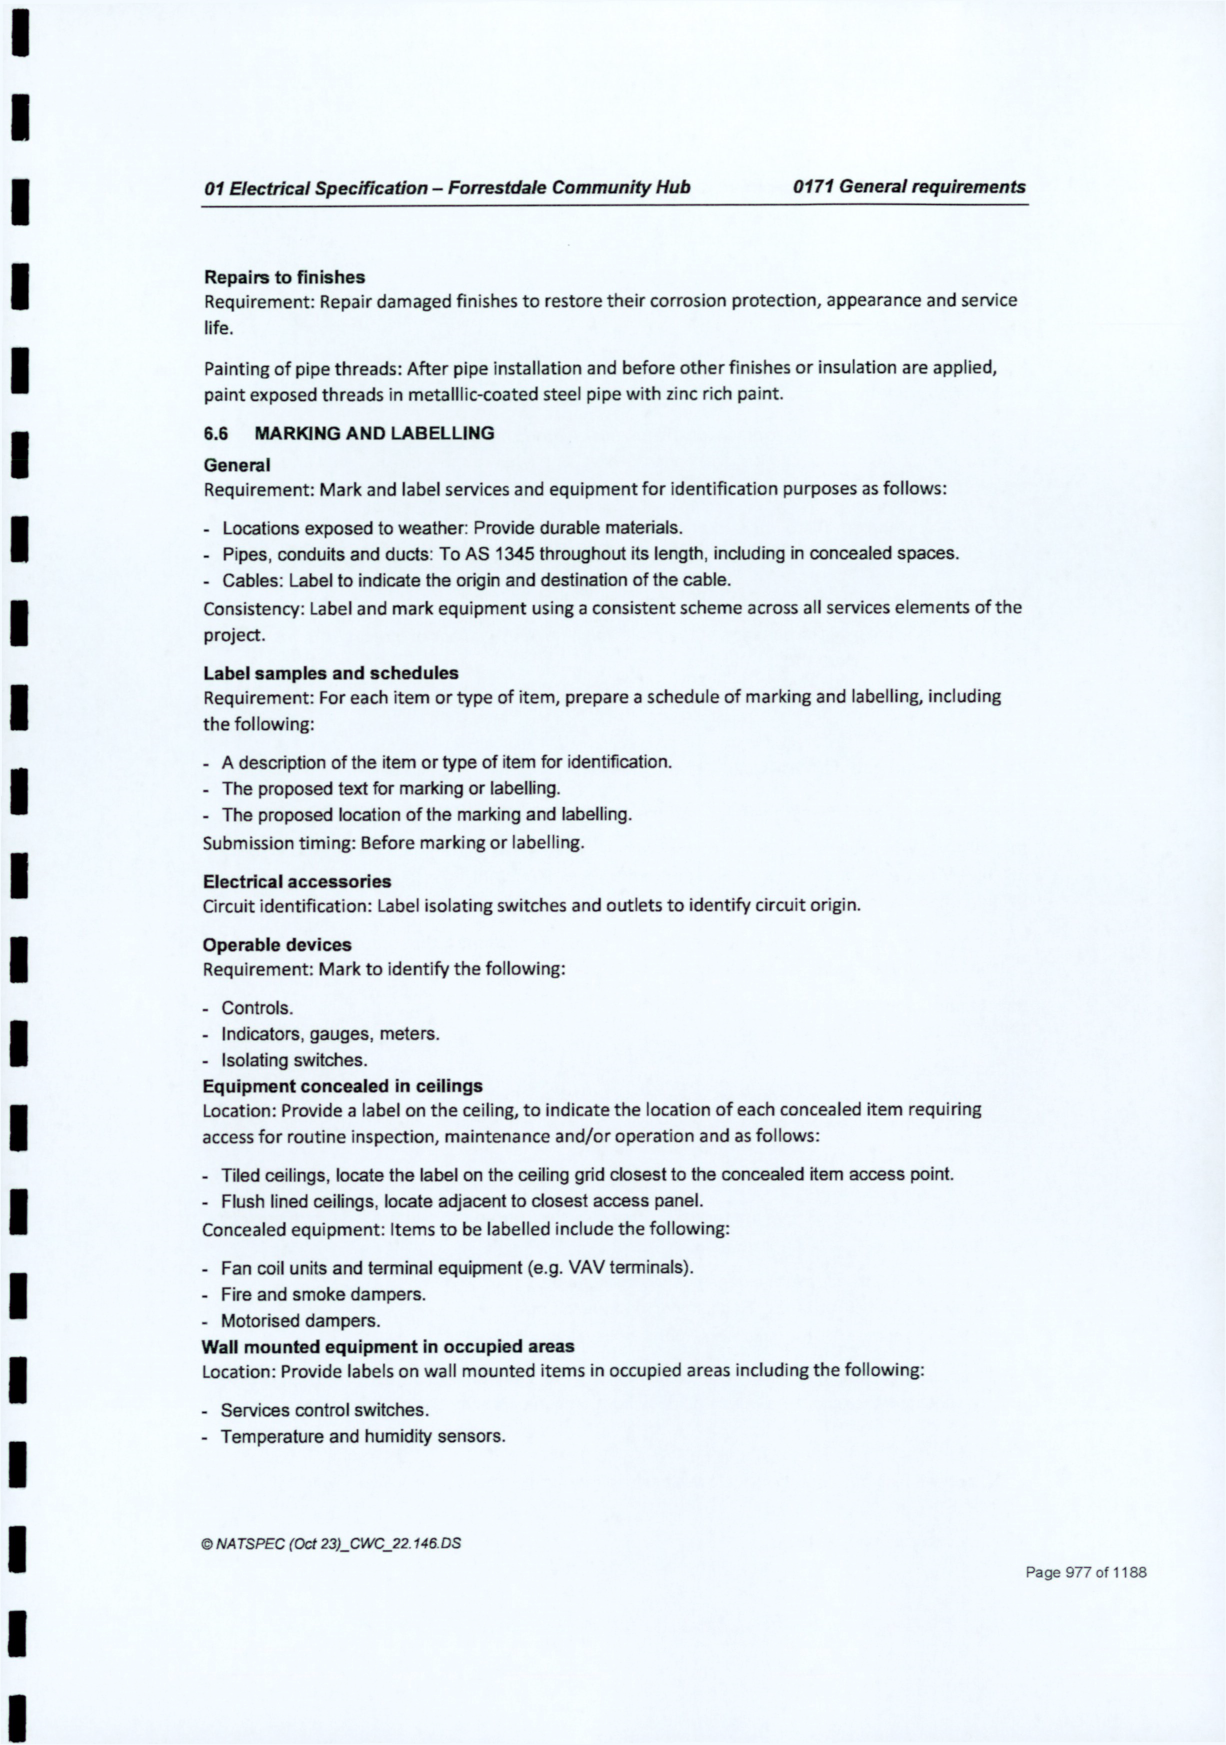 01 Electrical Specification – Forrestdale Community Hub 0171 General requirements
Repairs to finishes
Requirement: Repair damaged finishes to restore their corrosion protection, appearance and service
life.
Painting of pipe threads: After pipe installation and before other finishes or insulation are applied,
paint exposed threads in metalllic-coated steel pipe with zinc rich paint.
6.6 MARKING AND LABELLING
General
Requirement: Mark and label services and equipment for identification purposes as follows:
- Locations exposed to weather: Provide durable materials.
- Pipes, conduits and ducts: To AS 1345 throughout its length, including in concealed spaces.
- Cables: Label to indicate the origin and destination of the cable.
Consistency: Label and mark equipment using a consistent scheme across all services elements of the
project.
Label samples and schedules
Requirement: For each item or type of item, prepare a schedule of marking and labelling, including
the following:
- A description of the item or type of item for identification.
- The proposed text for marking or labelling.
- The proposed location of the marking and labelling.
Submission timing: Before marking or labelling.
Electrical accessories
Circuit identification: Label isolating switches and outlets to identify circuit origin.
Operable devices
Requirement: Mark to identify the following:
- Controls.
- Indicators, gauges, meters.
- Isolating switches.
Equipment concealed in ceilings
Location: Provide a label on the ceiling, to indicate the location of each concealed item requiring
access for routine inspection, maintenance and/or operation and as follows:
- Tiled ceilings, locate the label on the ceiling grid closest to the concealed item access point.
- Flush lined ceilings, locate adjacent to closest access panel.
Concealed equipment: Items to be labelled include the following:
- Fan coil units and terminal equipment (e.g. VAV terminals).
- Fire and smoke dampers.
- Motorised dampers.
Wall mounted equipment in occupied areas
Location: Provide labels on wall mounted items in occupied areas including the following:
- Services control switches.
- Temperature and humidity sensors.
© NATSPEC (Oct 23)_CWC_22.146.DS
Page 977 of 1188